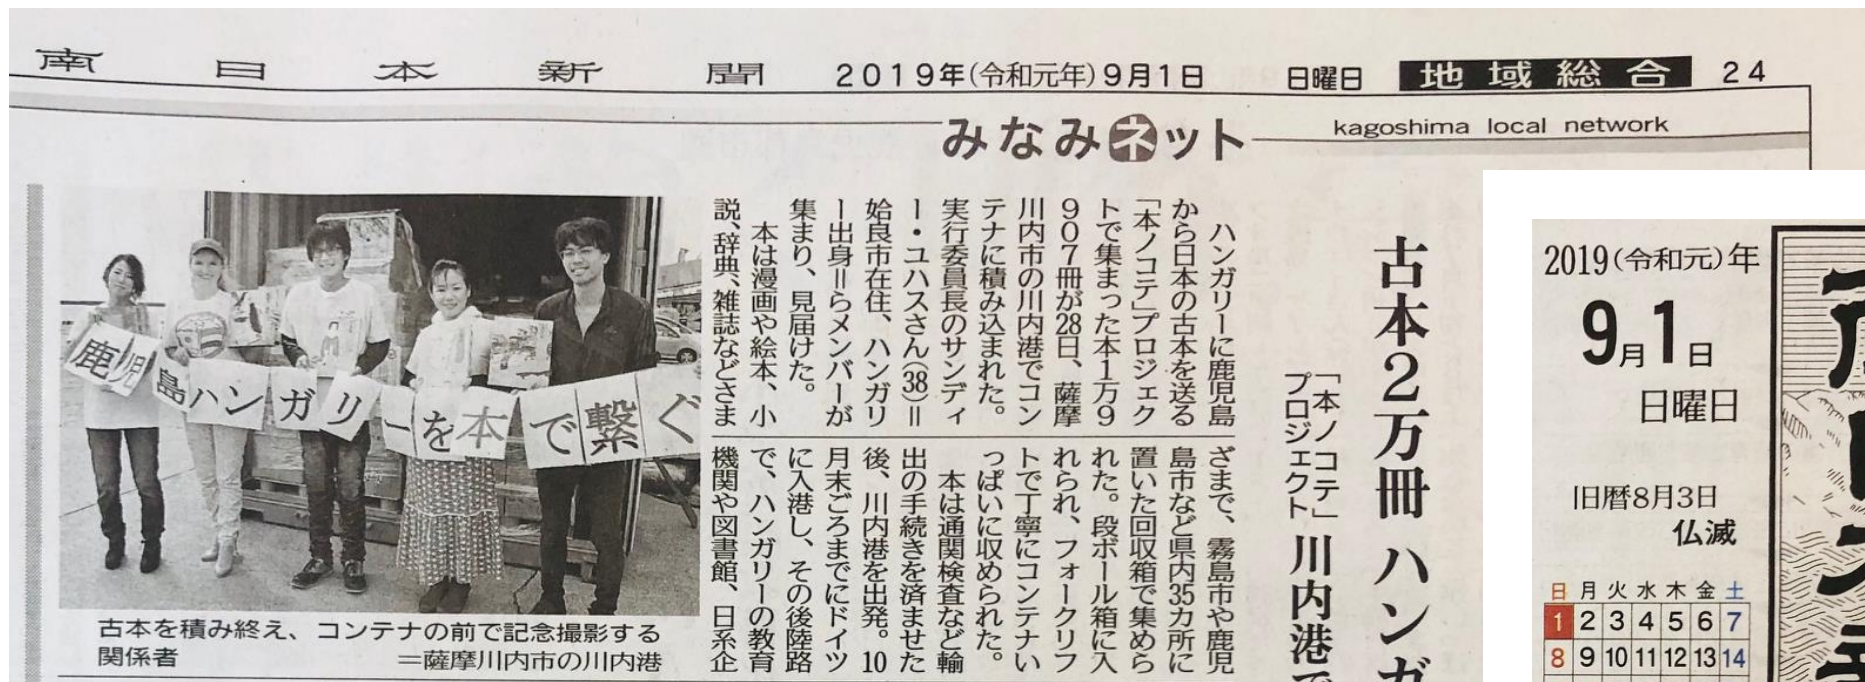 南日本新聞 2019年(令和元年)9月1日 日曜日 地域総合 24
みなみネット
kagoshima local network
古本2万冊 ハンガ
「本ノコテ」
プロジェクト
川内港で
ハンガリーに鹿児島
から日本の古本を送る
「本ノコテ」プロジェク
トで集まった本1万9
907冊が28日、薩摩
川内市の川内港でコン
テナに積み込まれた。
実行委員長のサンディ
ー・ユハスさん(38)=
姶良市在住、ハンガリ
ー出身=らメンバーが
集まり、見届けた。
本は漫画や絵本、小
説、辞典、雑誌などさま
ざまで、霧島市や鹿児
島市など県内35カ所に
置いた回収箱で集めら
れた。段ボール箱に入
れられ、フォークリフ
トで丁寧にコンテナい
っぱいに収められた。
本は通関検査など輸
出の手続きを済ませた
後、川内港を出発。10
月末ごろまでにドイツ
に入港し、その後陸路
で、ハンガリーの教育
機関や図書館、日系企
鹿児島ハンガリーを本で繋ぐ
古本を積み終え、コンテナの前で記念撮影する
関係者 =薩摩川内市の川内港
2019(令和元)年
9月1日
日曜日
旧暦8月3日
仏滅
日 月 火 水 木 金 土
1 2 3 4 5 6 7
8 9 10 11 12 13 14